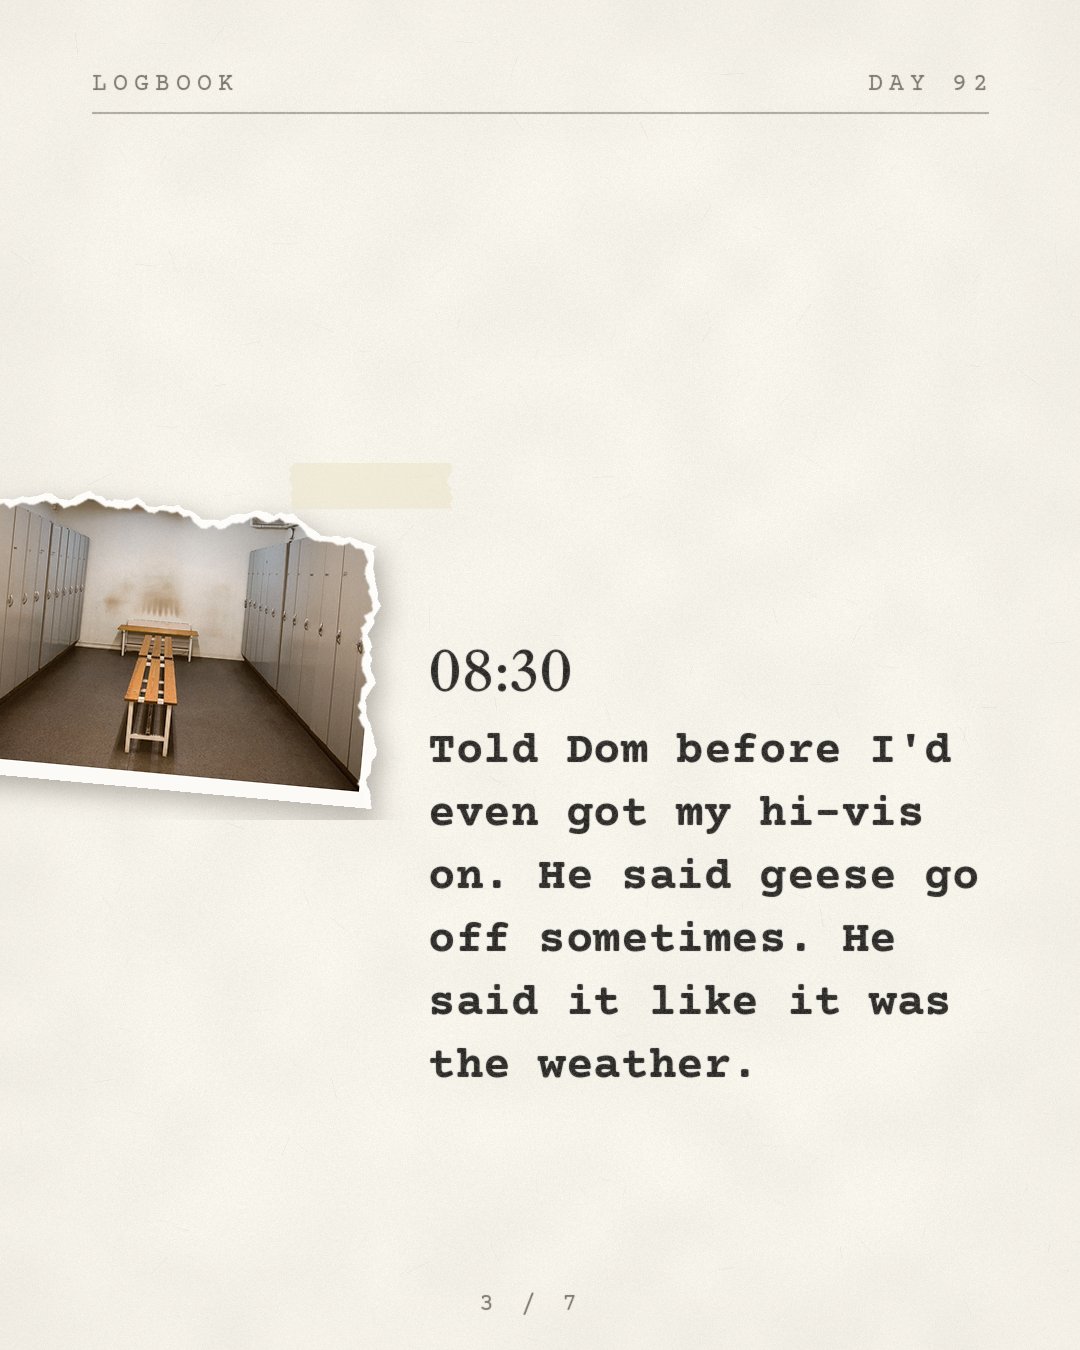 LOGBOOK DAY 92
08:30
Told Dom before I'd
even got my hi-vis
on. He said geese go
off sometimes. He
said it like it was
the weather.
3 / 7